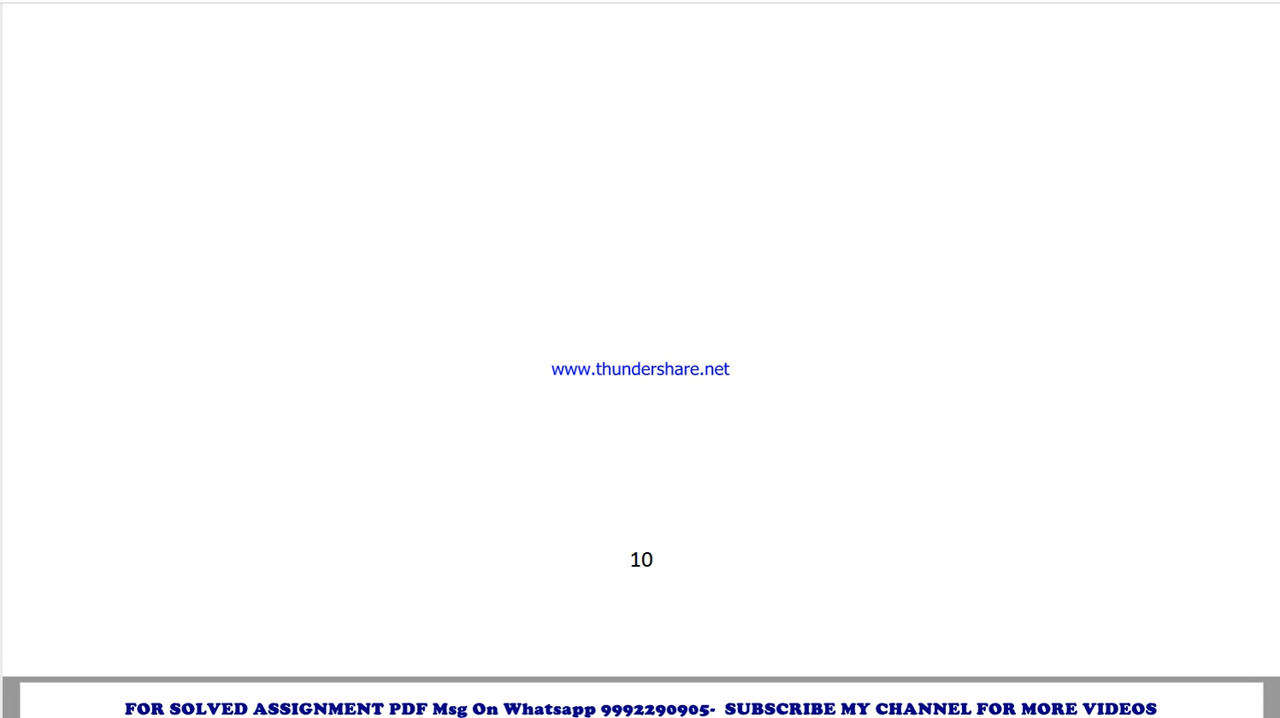 www.thundershare.net
10
FOR SOLVED ASSIGNMENT PDF Msg On Whatsapp 9992290905- SUBSCRIBE MY CHANNEL FOR MORE VIDEOS